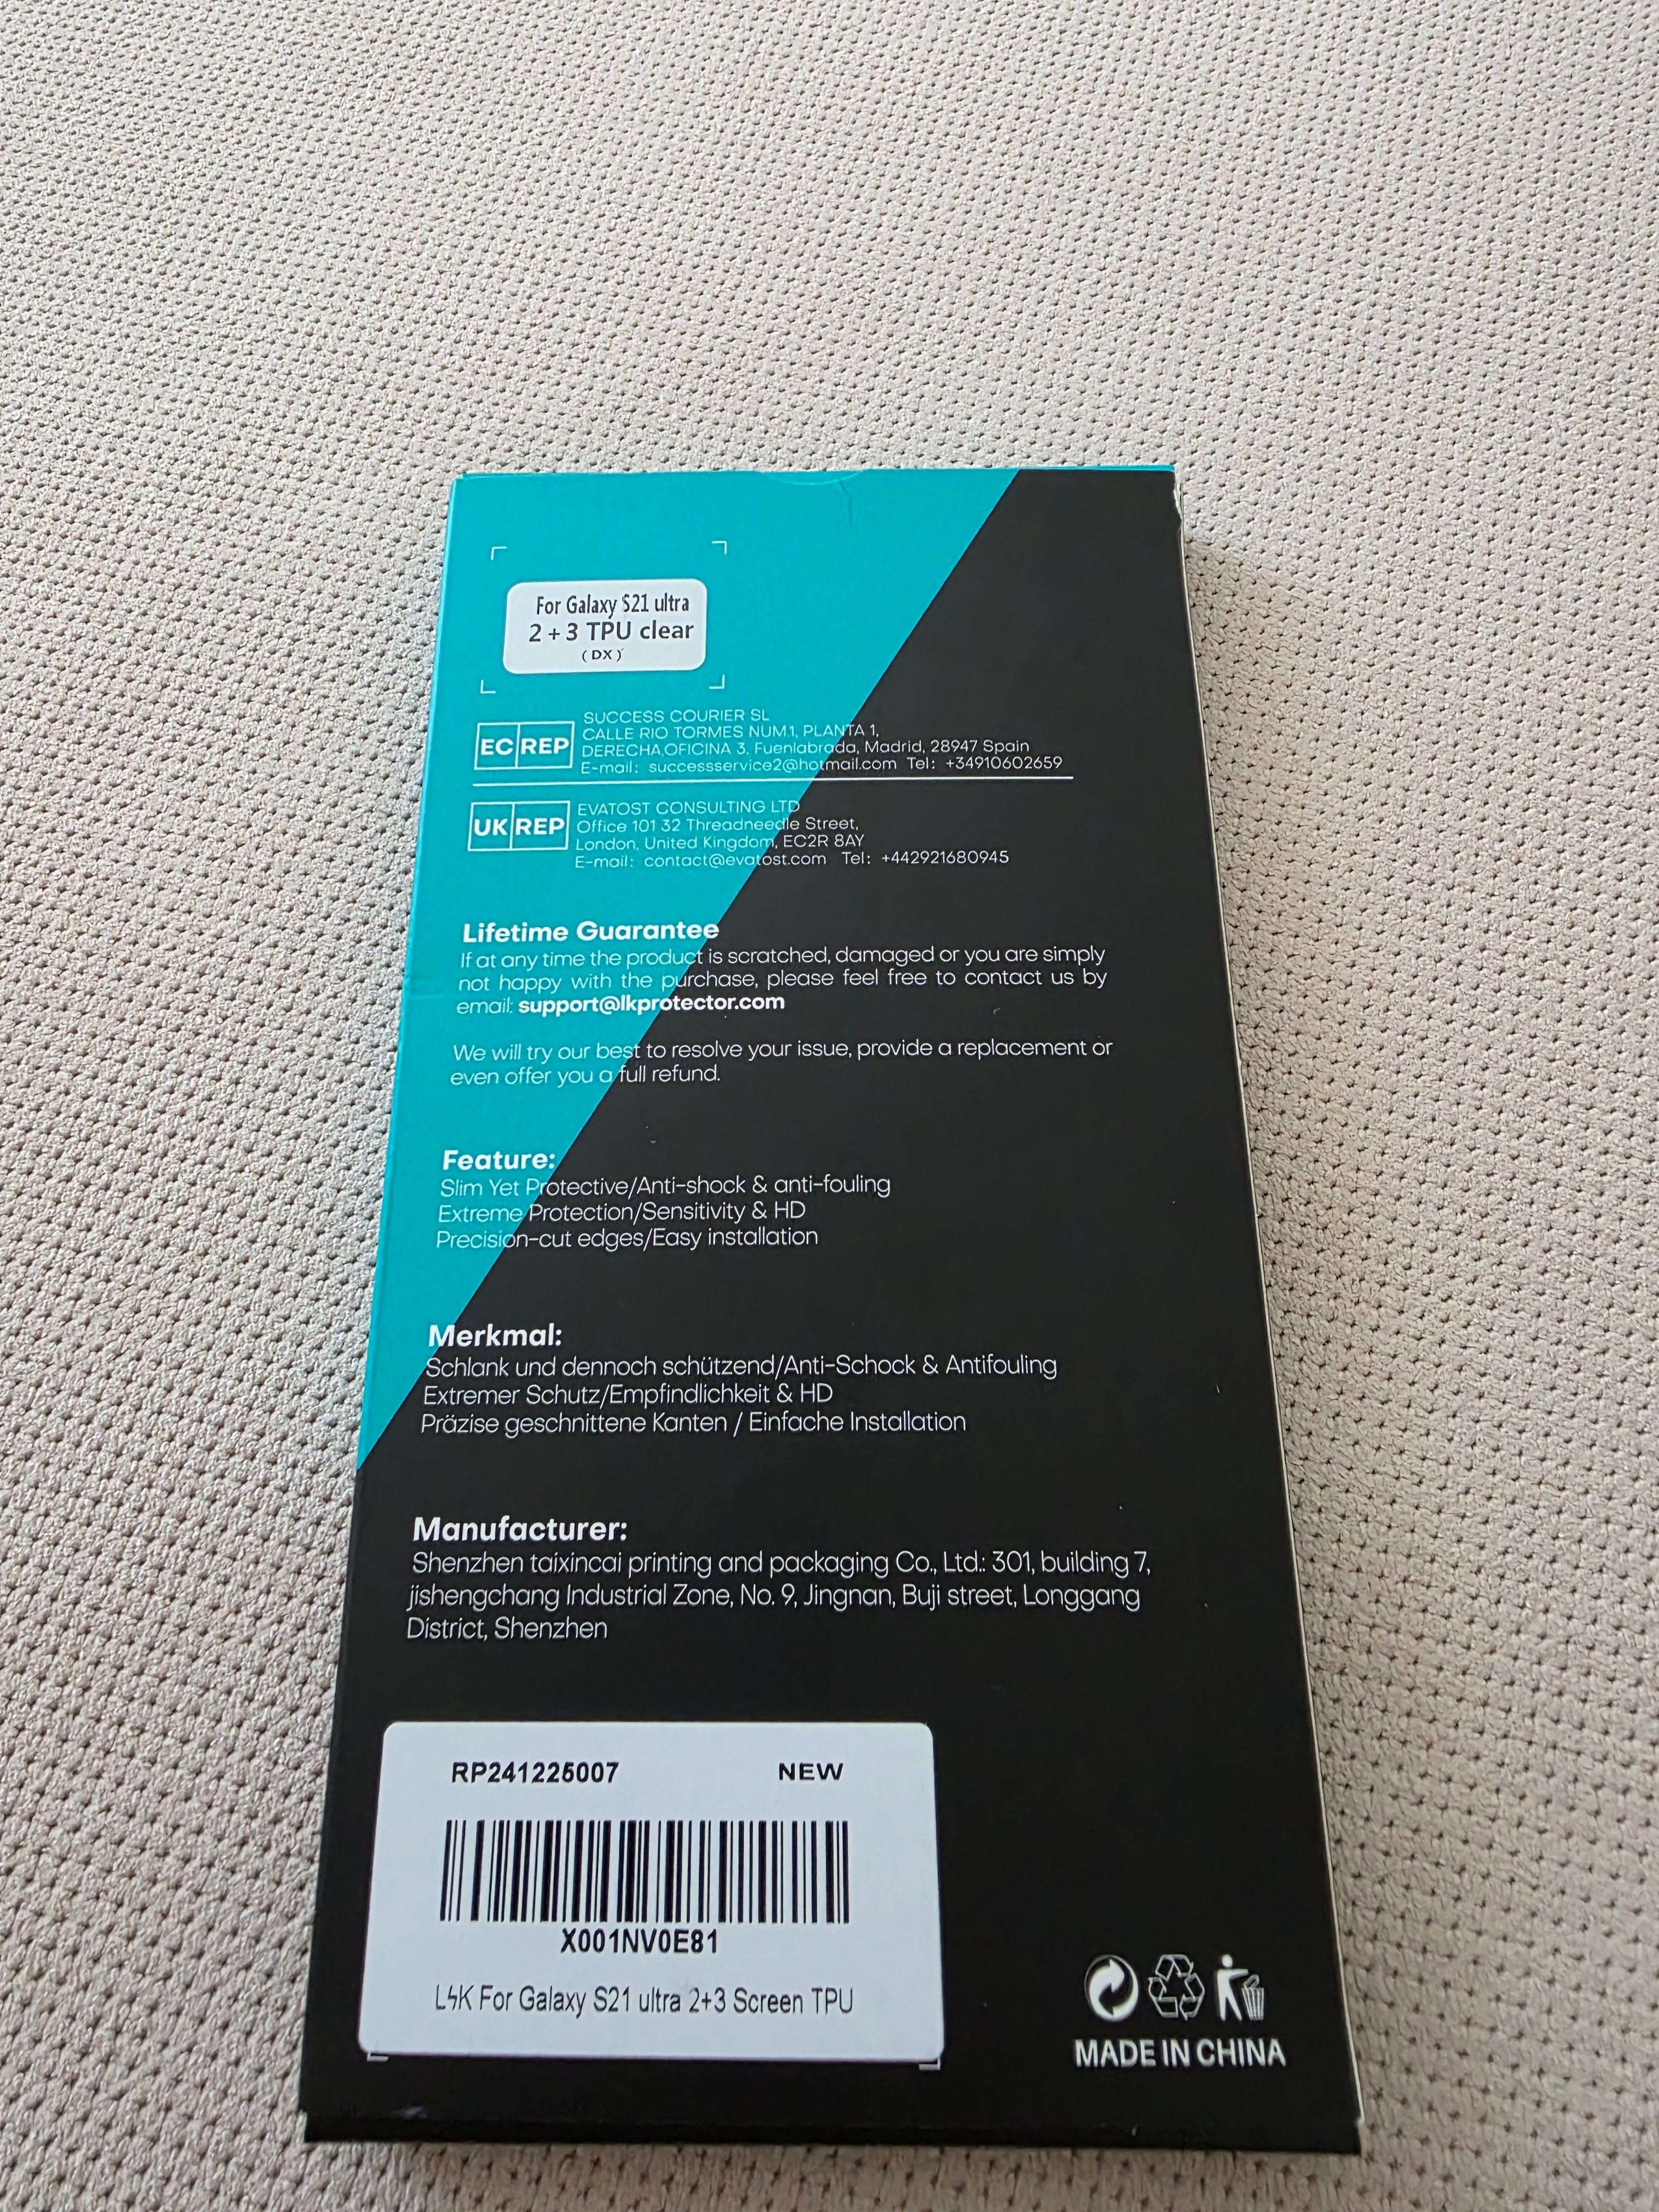 For Galaxy S21 ultra
2 + 3 TPU clear
( DX )
EC REP
SUCCESS COURIER SL
CALLE RIO TORMES NUM.1, PLANTA 1,
DERECHA,OFICINA 3, Fuenlabrada, Madrid, 28947 Spain
E-mail: successservice2@hotmail.com Tel: +34910602659
UK REP
EVATOST CONSULTING LTD
Office 101 32 Threadneedle Street,
London, United Kingdom, EC2R 8AY
E-mail: contact@evatost.com Tel: +442921680945
Lifetime Guarantee
If at any time the product is scratched, damaged or you are simply
not happy with the purchase, please feel free to contact us by
email: support@lkprotector.com
We will try our best to resolve your issue, provide a replacement or
even offer you a full refund.
Feature:
Slim Yet Protective/Anti-shock & anti-fouling
Extreme Protection/Sensitivity & HD
Precision-cut edges/Easy installation
Merkmal:
Schlank und dennoch schützend/Anti-Schock & Antifouling
Extremer Schutz/Empfindlichkeit & HD
Präzise geschnittene Kanten / Einfache Installation
Manufacturer:
Shenzhen taixincai printing and packaging Co., Ltd.: 301, building 7,
jishengchang Industrial Zone, No. 9, Jingnan, Buji street, Longgang
District, Shenzhen
RP241225007 NEW
X001NV0E81
LϟK For Galaxy S21 ultra 2+3 Screen TPU
MADE IN CHINA